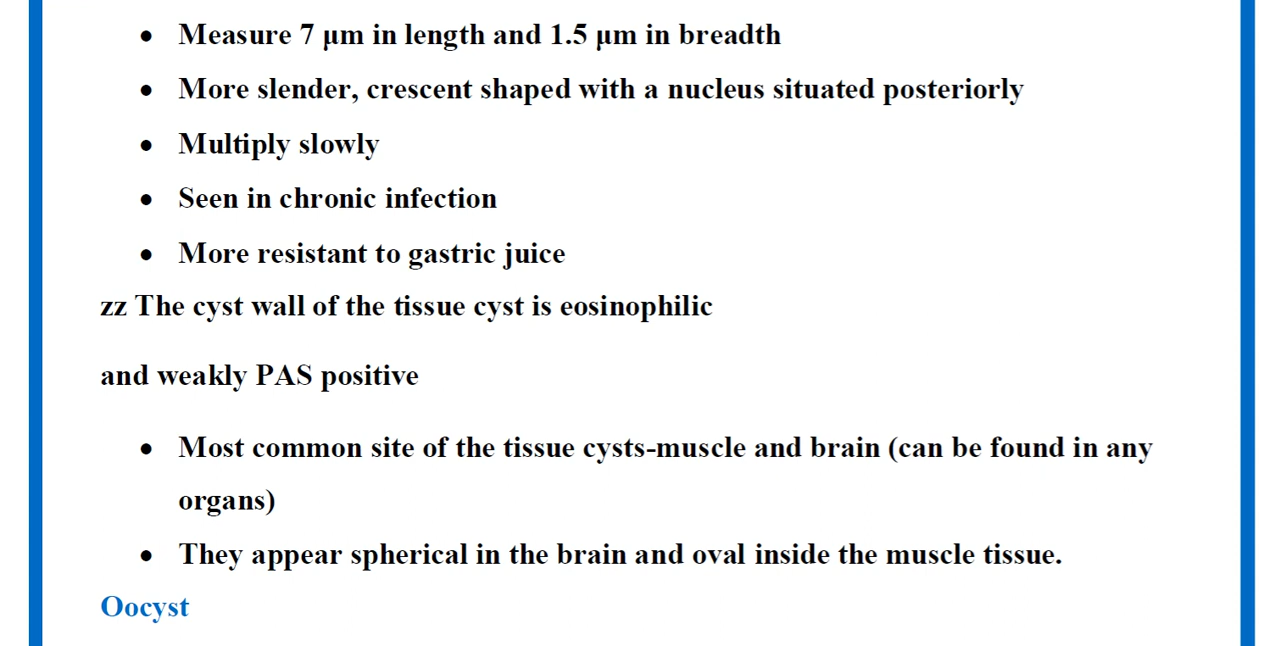 • Measure 7 μm in length and 1.5 μm in breadth
• More slender, crescent shaped with a nucleus situated posteriorly
• Multiply slowly
• Seen in chronic infection
• More resistant to gastric juice
zz The cyst wall of the tissue cyst is eosinophilic
and weakly PAS positive
• Most common site of the tissue cysts-muscle and brain (can be found in any
organs)
• They appear spherical in the brain and oval inside the muscle tissue.
Oocyst